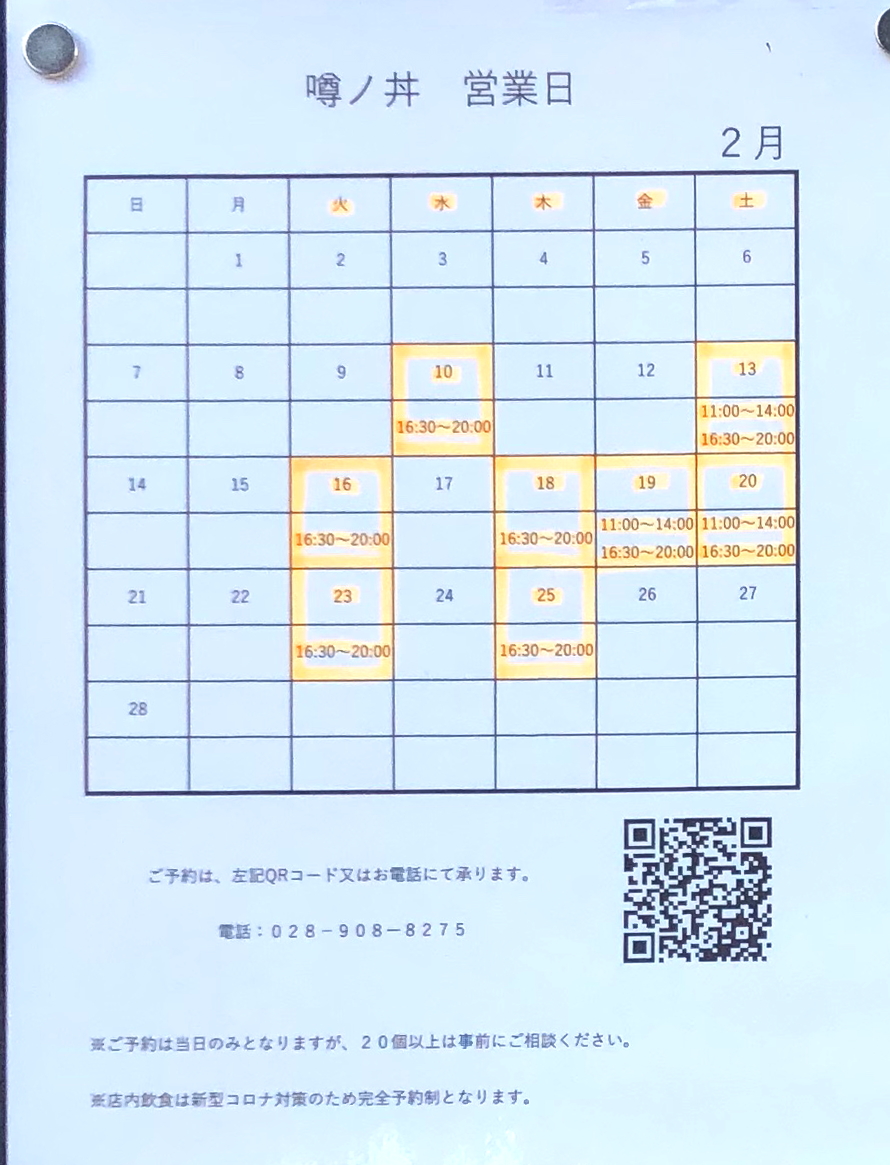 噂ノ丼　営業日
２月
日 月 火 水 木 金 土
1 2 3 4 5 6
7 8 9 10 11 12 13
16:30～20:00 11:00～14:00
16:30～20:00
14 15 16 17 18 19 20
16:30～20:00 16:30～20:00 11:00～14:00 11:00～14:00
16:30～20:00 16:30～20:00
21 22 23 24 25 26 27
16:30～20:00 16:30～20:00
28
ご予約は、左記QRコード又はお電話にて承ります。
電話：０２８－９０８－８２７５
※ご予約は当日のみとなりますが、２０個以上は事前にご相談ください。
※店内飲食は新型コロナ対策のため完全予約制となります。